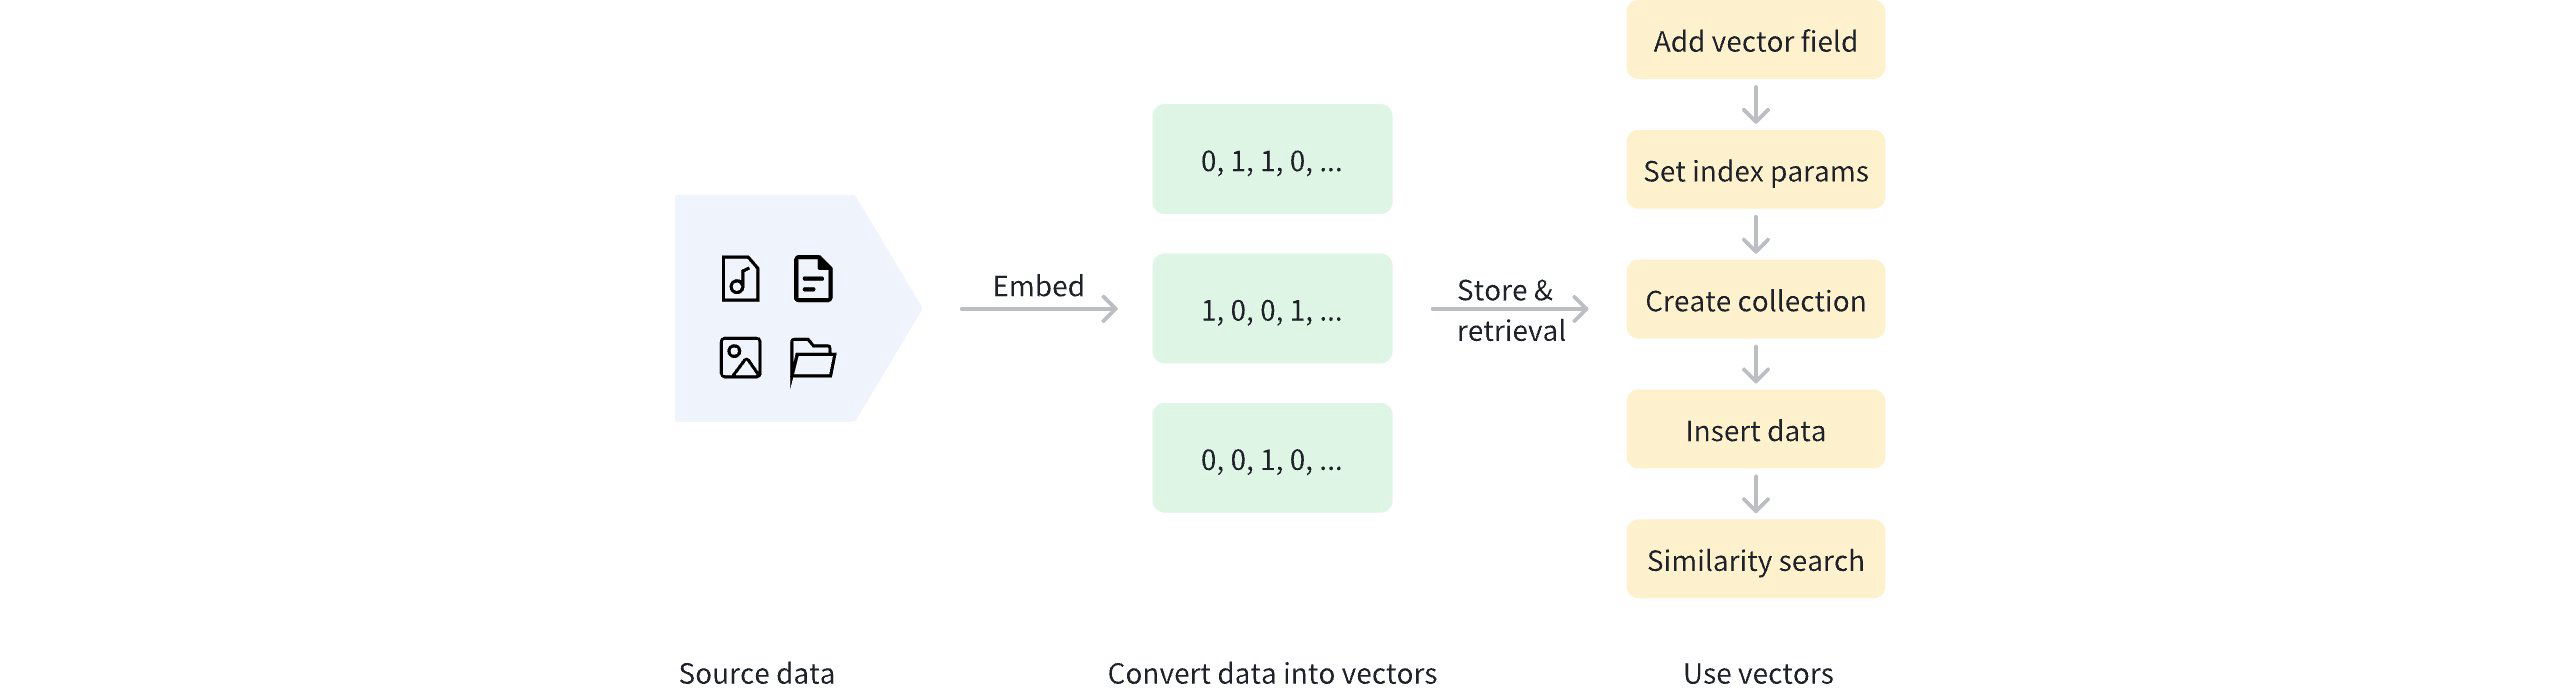 Embed
0, 1, 1, 0, ...
1, 0, 0, 1, ...
0, 0, 1, 0, ...
Store &
retrieval
Add vector field
Set index params
Create collection
Insert data
Similarity search
Source data
Convert data into vectors
Use vectors